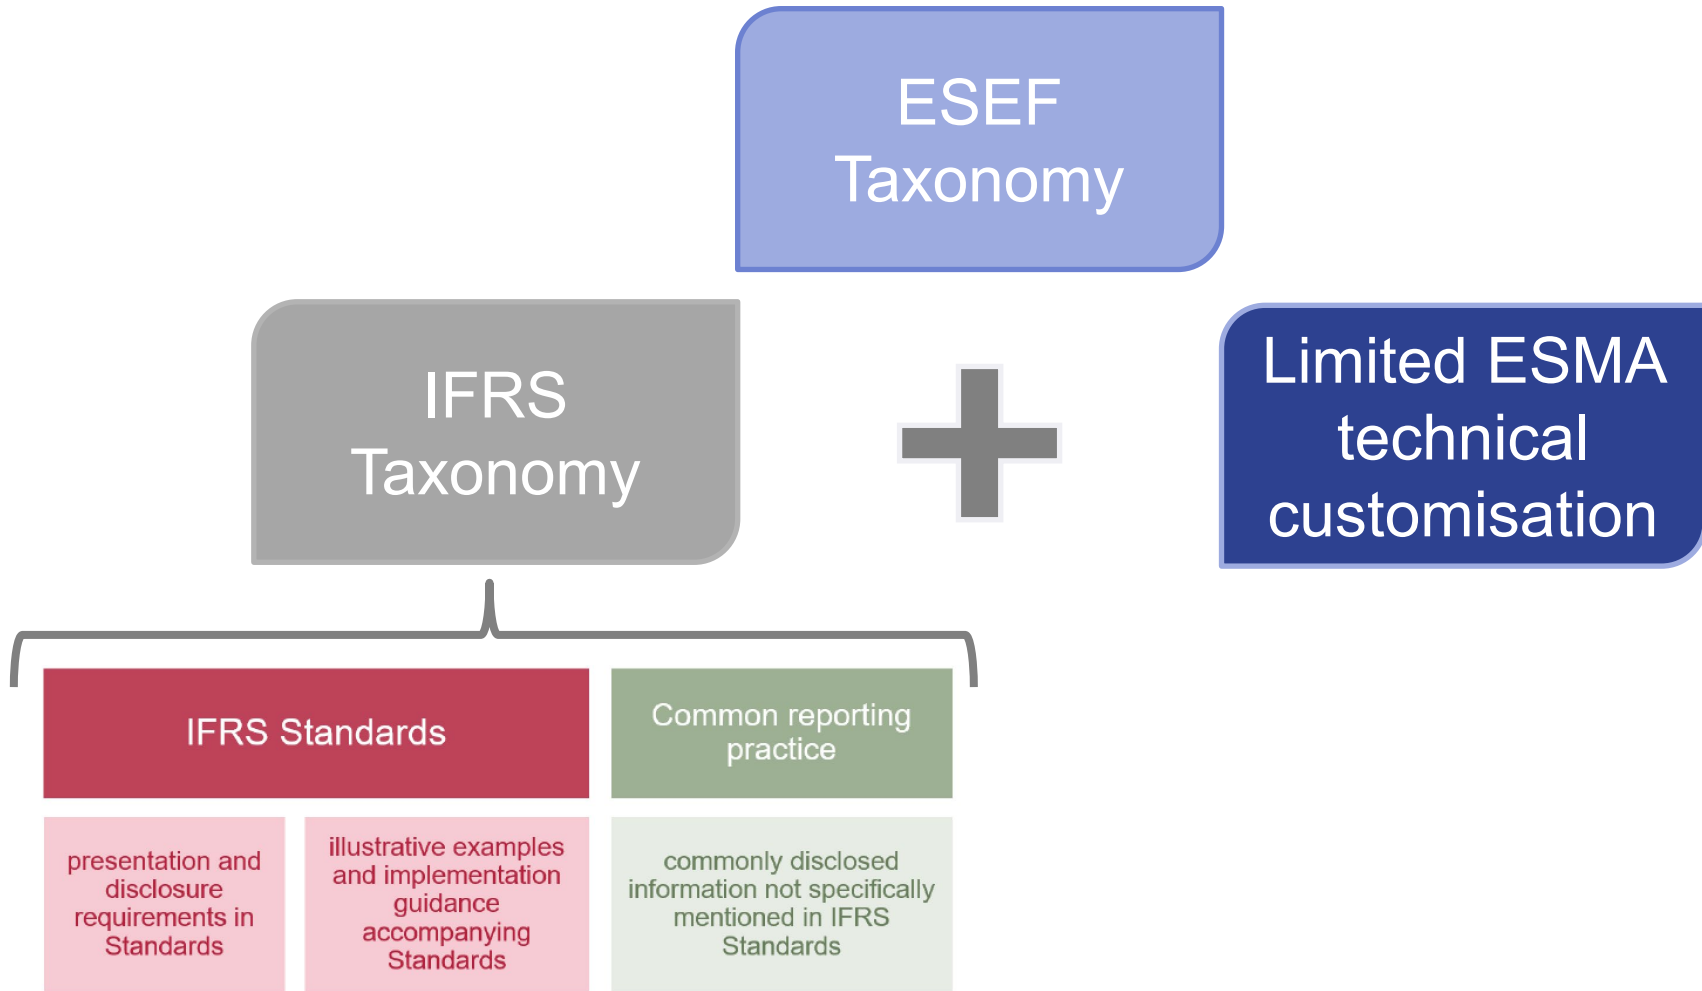 ESEF
Taxonomy
IFRS
Taxonomy
Limited ESMA
technical
customisation
IFRS Standards
Common reporting
practice
presentation and
disclosure
requirements in
Standards
illustrative examples
and implementation
guidance
accompanying
Standards
commonly disclosed
information not specifically
mentioned in IFRS
Standards